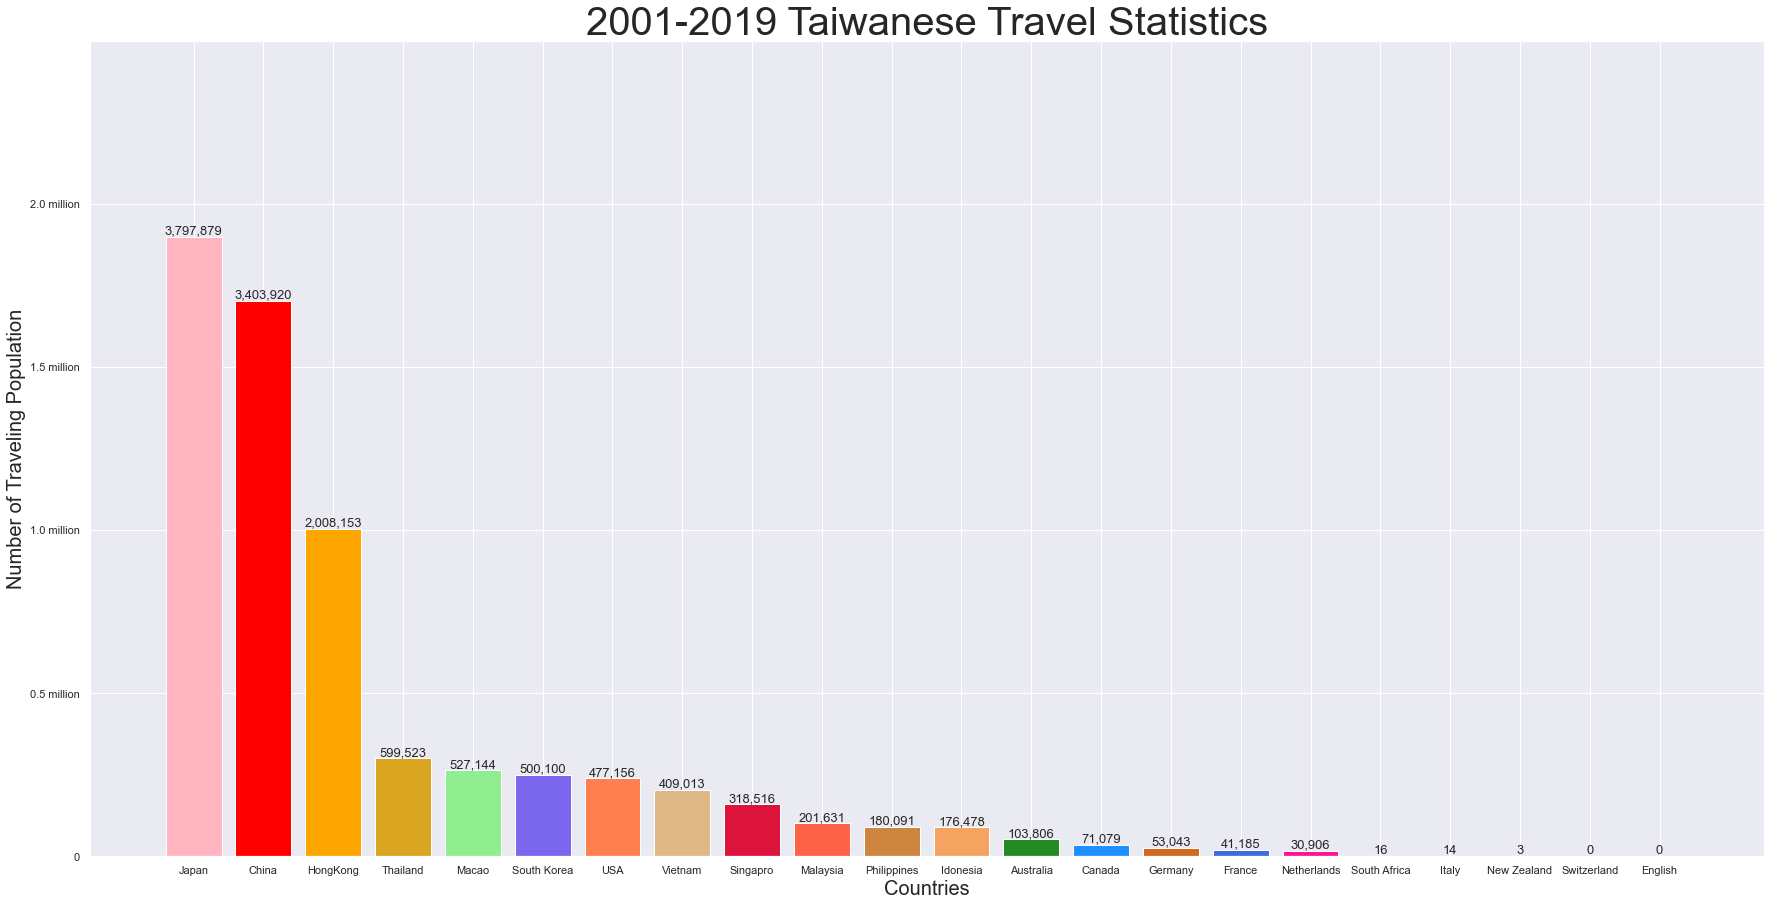 2001-2019 Taiwanese Travel Statistics
Number of Traveling Population
2.0 million
1.5 million
1.0 million
0.5 million
0
3,797,879
3,403,920
2,008,153
599,523
527,144
500,100
477,156
409,013
318,516
201,631
180,091
176,478
103,806
71,079
53,043
41,185
30,906
16
14
3
0
0
Japan
China
HongKong
Thailand
Macao
South Korea
USA
Vietnam
Singapro
Malaysia
Philippines
Idonesia
Australia
Canada
Germany
France
Netherlands
South Africa
Italy
New Zealand
Switzerland
English
Countries